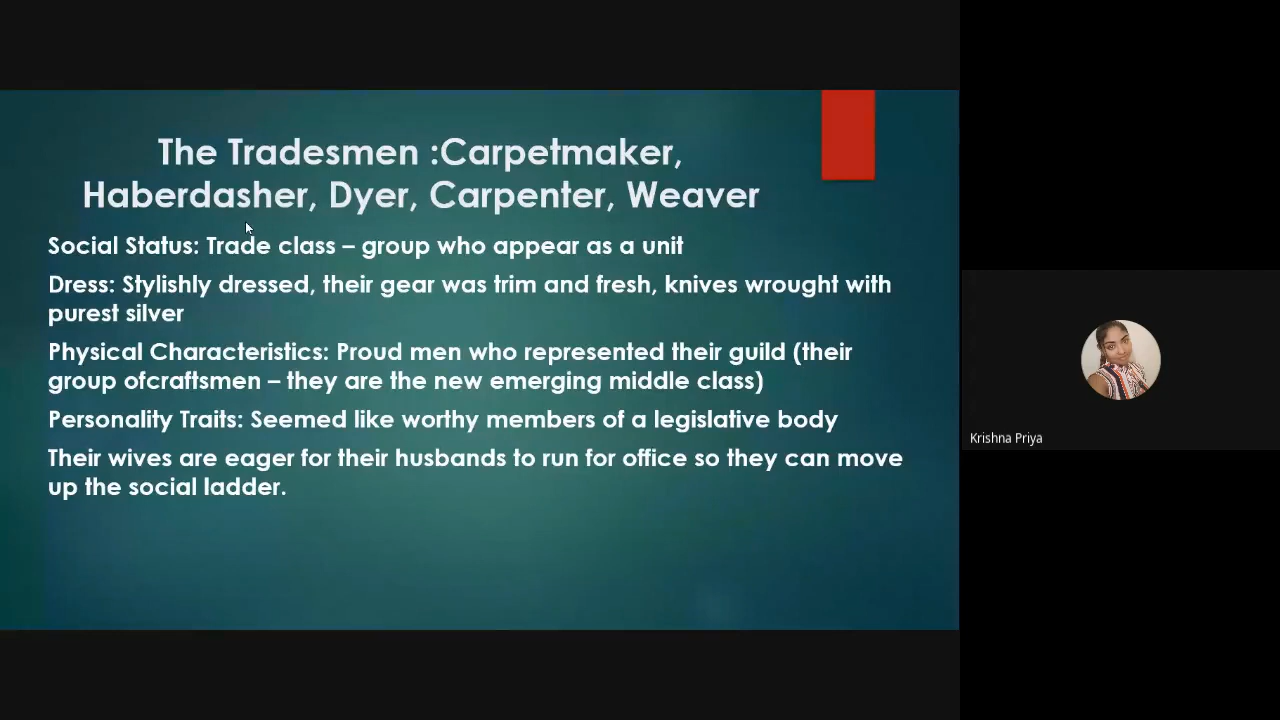 The Tradesmen :Carpetmaker,
Haberdasher, Dyer, Carpenter, Weaver
Social Status: Trade class – group who appear as a unit
Dress: Stylishly dressed, their gear was trim and fresh, knives wrought with
purest silver
Physical Characteristics: Proud men who represented their guild (their
group ofcraftsmen – they are the new emerging middle class)
Personality Traits: Seemed like worthy members of a legislative body
Their wives are eager for their husbands to run for office so they can move
up the social ladder.
Krishna Priya